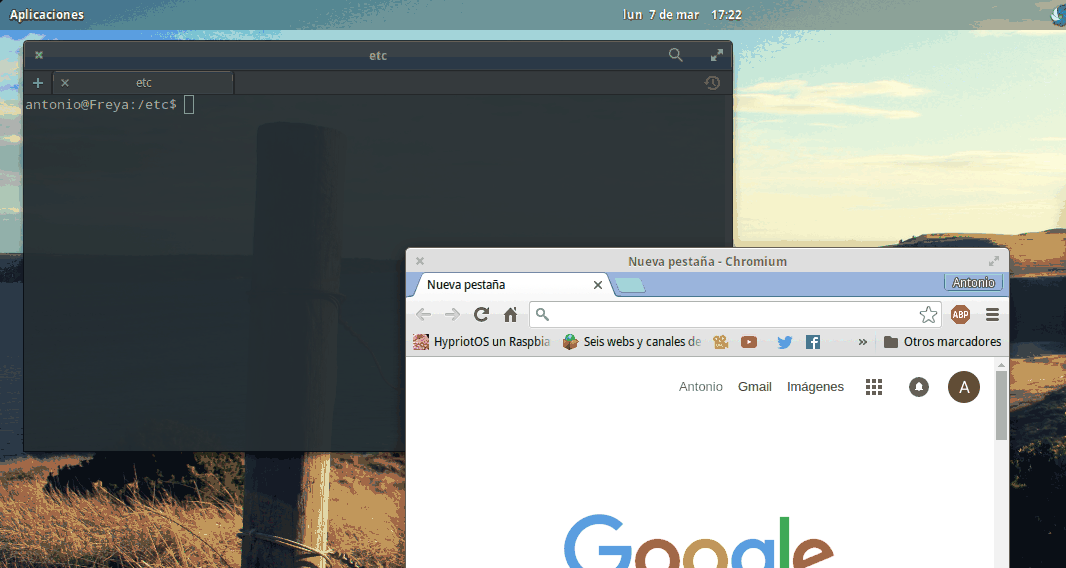 Aplicaciones
lun 7 de mar 17:22
etc
etc
antonio@Freya:/etc$
Nueva pestaña - Chromium
Nueva pestaña
Antonio
ABP
HypriotOS un Raspbia
Seis webs y canales de
» Otros marcadores
Antonio Gmail Imágenes
A
Google